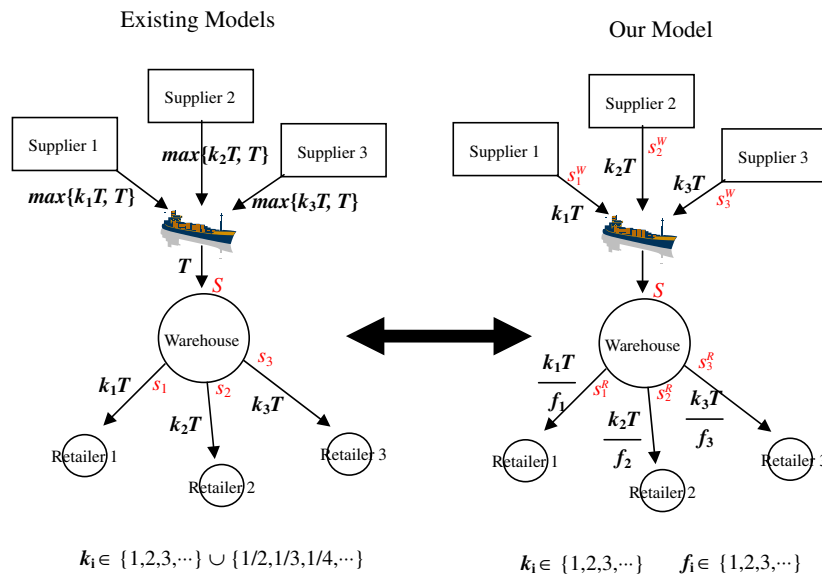 Existing Models
Supplier 2
Supplier 1
Supplier 3
max{k₂T, T}
max{k₁T, T}
max{k₃T, T}
T
S
Warehouse
s₁
s₂
s₃
k₁T
k₂T
k₃T
Retailer 1
Retailer 2
Retailer 3
kᵢ ∈ {1,2,3,⋯} ∪ {1/2,1/3,1/4,⋯}
Our Model
Supplier 2
Supplier 1
Supplier 3
s₁ᵂ
s₂ᵂ
s₃ᵂ
k₁T
k₂T
k₃T
S
Warehouse
s₁ᴿ
s₂ᴿ
s₃ᴿ
k₁T
f₁
k₂T
f₂
k₃T
f₃
Retailer 1
Retailer 2
Retailer 3
kᵢ ∈ {1,2,3,⋯} fᵢ ∈ {1,2,3,⋯}